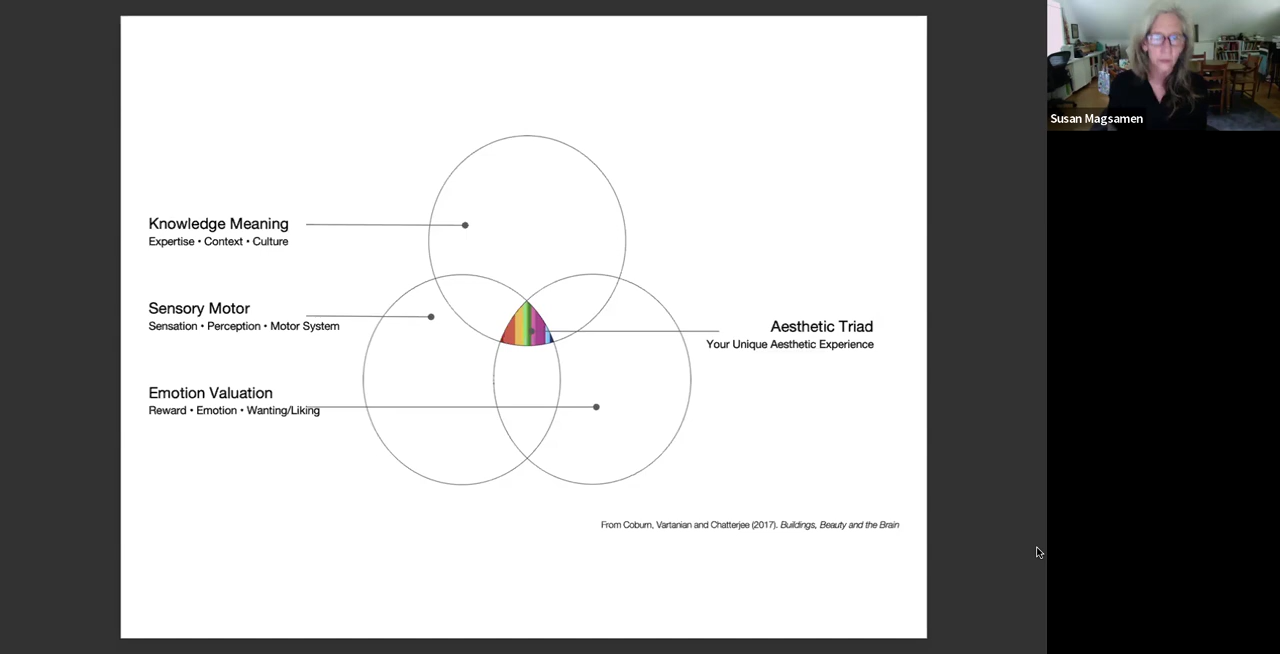 Susan Magsamen
Knowledge Meaning
Expertise • Context • Culture
Sensory Motor
Sensation • Perception • Motor System
Aesthetic Triad
Your Unique Aesthetic Experience
Emotion Valuation
Reward • Emotion • Wanting/Liking
From Coburn, Vartanian and Chatterjee (2017). Buildings, Beauty and the Brain